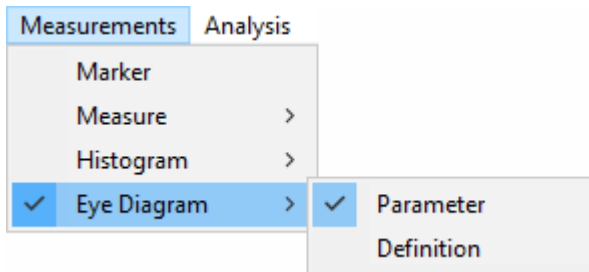 Measurements Analysis
Marker
Measure
Histogram
Eye Diagram
Parameter
Definition